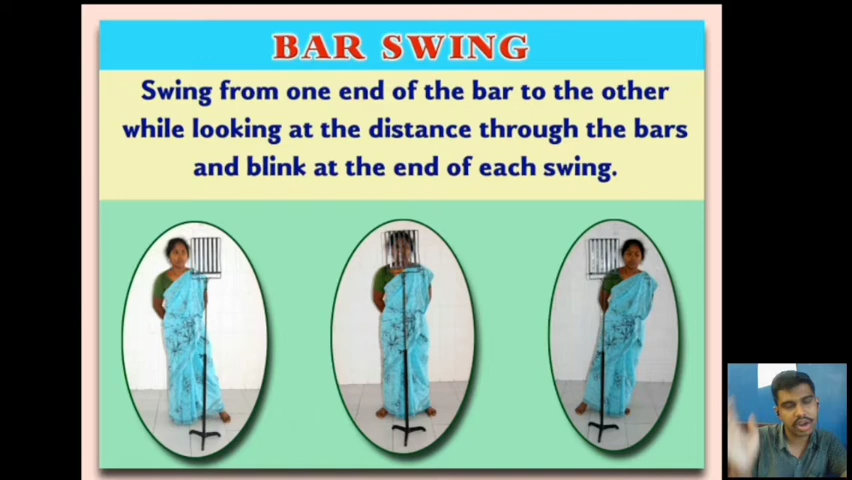 BAR SWING
Swing from one end of the bar to the other
while looking at the distance through the bars
and blink at the end of each swing.